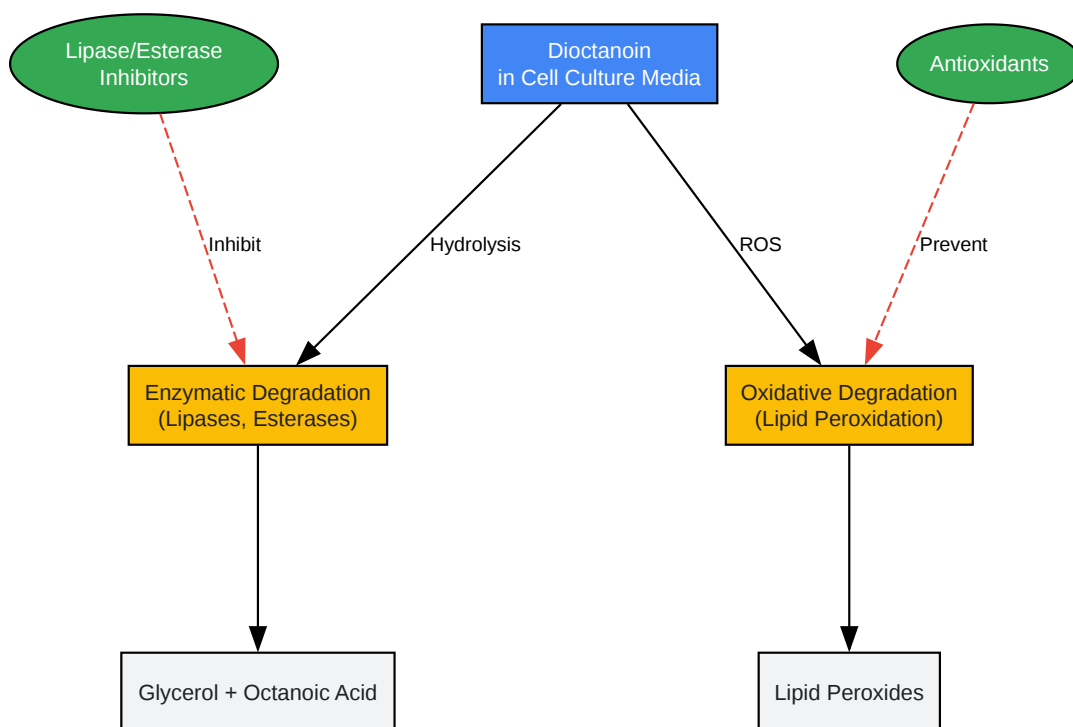 Lipase/Esterase
Inhibitors
Dioctanoin
in Cell Culture Media
Antioxidants
Inhibit
Hydrolysis
ROS
Prevent
Enzymatic Degradation
(Lipases, Esterases)
Oxidative Degradation
(Lipid Peroxidation)
Glycerol + Octanoic Acid
Lipid Peroxides